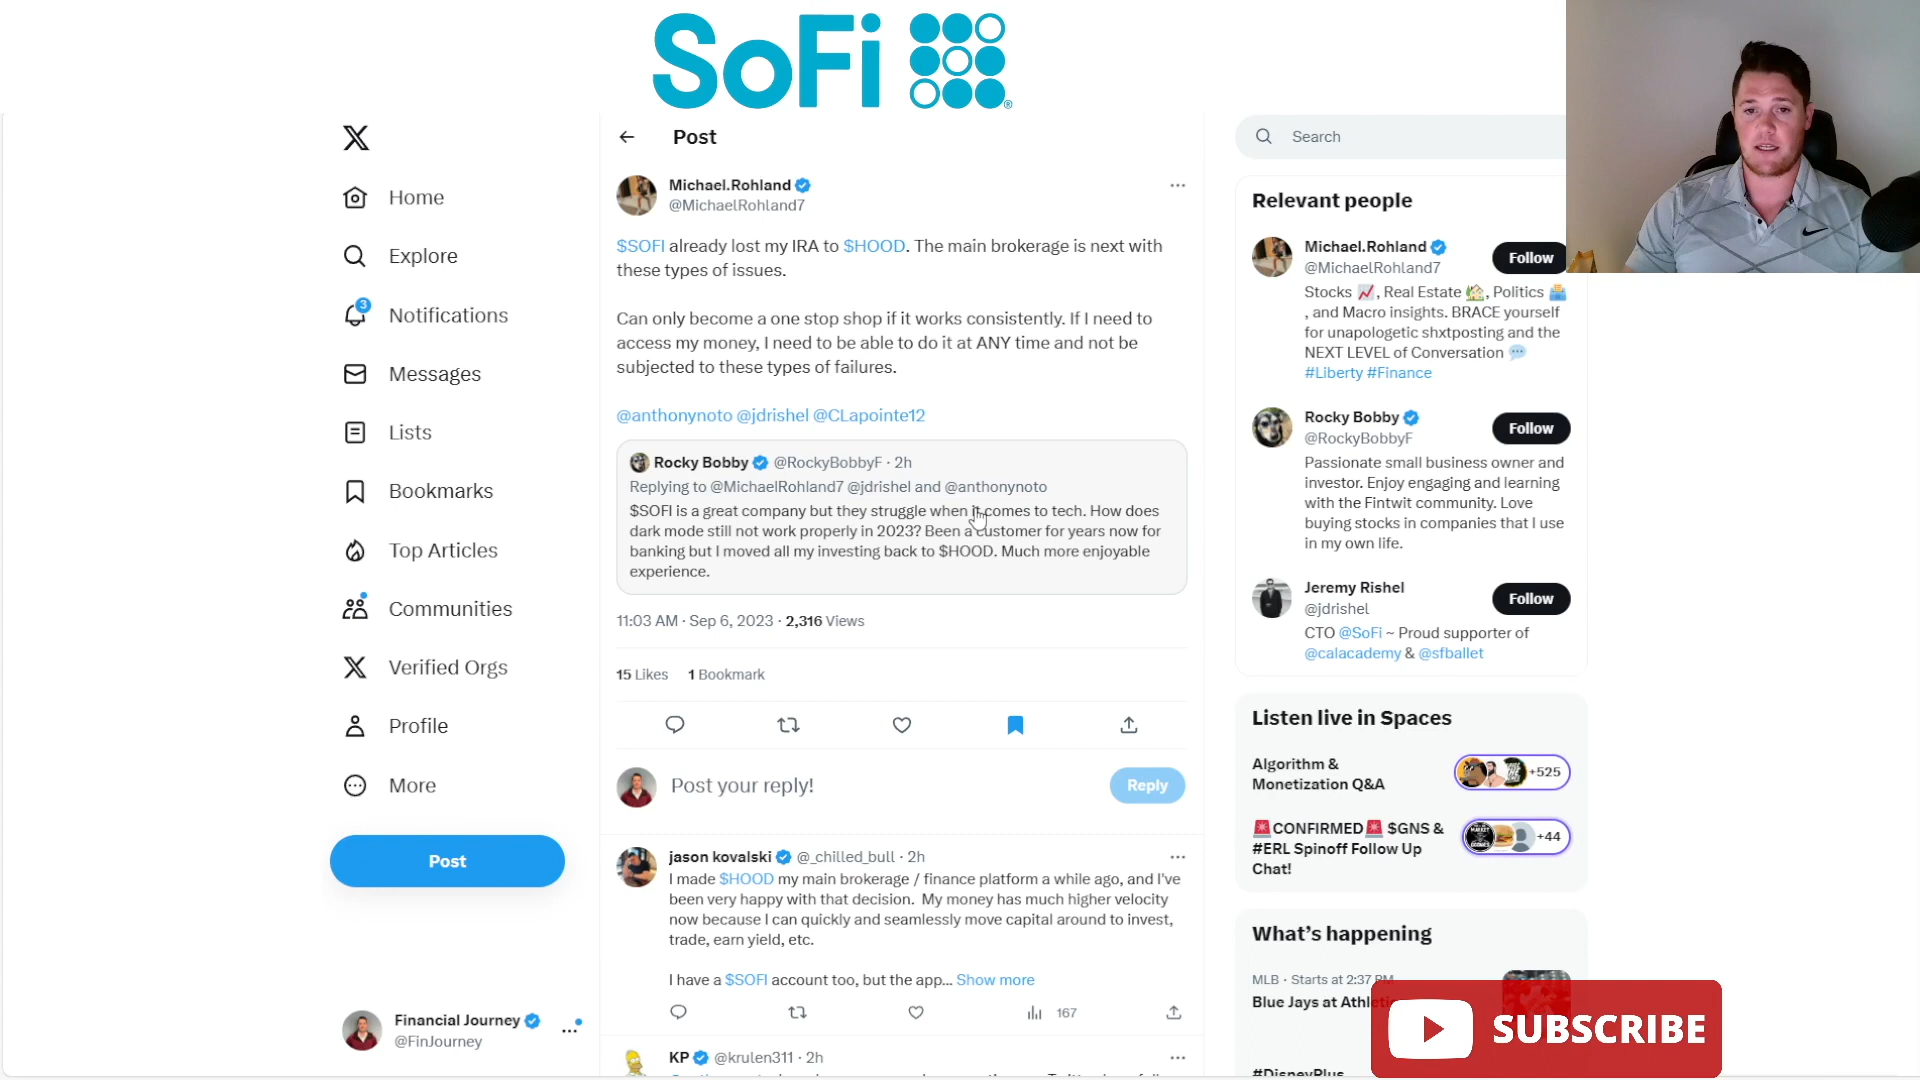 SoFi
®
Home
Explore
3
Notifications
Messages
Lists
Bookmarks
Top Articles
Communities
Verified Orgs
Profile
More
Post
Financial Journey
@FinJourney
Post
Michael.Rohland
@MichaelRohland7
$SOFI already lost my IRA to $HOOD. The main brokerage is next with
these types of issues.
Can only become a one stop shop if it works consistently. If I need to
access my money, I need to be able to do it at ANY time and not be
subjected to these types of failures.
@anthonynoto @jdrishel @CLapointe12
Rocky Bobby @RockyBobbyF · 2h
Replying to @MichaelRohland7 @jdrishel and @anthonynoto
$SOFI is a great company but they struggle when it comes to tech. How does
dark mode still not work properly in 2023? Been a customer for years now for
banking but I moved all my investing back to $HOOD. Much more enjoyable
experience.
11:03 AM · Sep 6, 2023 · 2,316 Views
15 Likes 1 Bookmark
Post your reply!
Reply
jason kovalski @_chilled_bull · 2h
I made $HOOD my main brokerage / finance platform a while ago, and I've
been very happy with that decision. My money has much higher velocity
now because I can quickly and seamlessly move capital around to invest,
trade, earn yield, etc.
I have a $SOFI account too, but the app... Show more
167
KP @krulen311 · 2h
Search
Relevant people
Michael.Rohland
@MichaelRohland7
Follow
Stocks 📈, Real Estate 🏡, Politics 🏙️
, and Macro insights. BRACE yourself
for unapologetic shxtposting and the
NEXT LEVEL of Conversation 💬
#Liberty #Finance
Rocky Bobby
@RockyBobbyF
Follow
Passionate small business owner and
investor. Enjoy engaging and learning
with the Fintwit community. Love
buying stocks in companies that I use
in my own life.
Jeremy Rishel
@jdrishel
Follow
CTO @SoFi ~ Proud supporter of
@calacademy & @sfballet
Listen live in Spaces
Algorithm &
Monetization Q&A
+525
🚨CONFIRMED🚨 $GNS &
#ERL Spinoff Follow Up
Chat!
+44
What's happening
MLB · Starts at 2:37 PM
Blue Jays at
#DisneyPlus
SUBSCRIBE